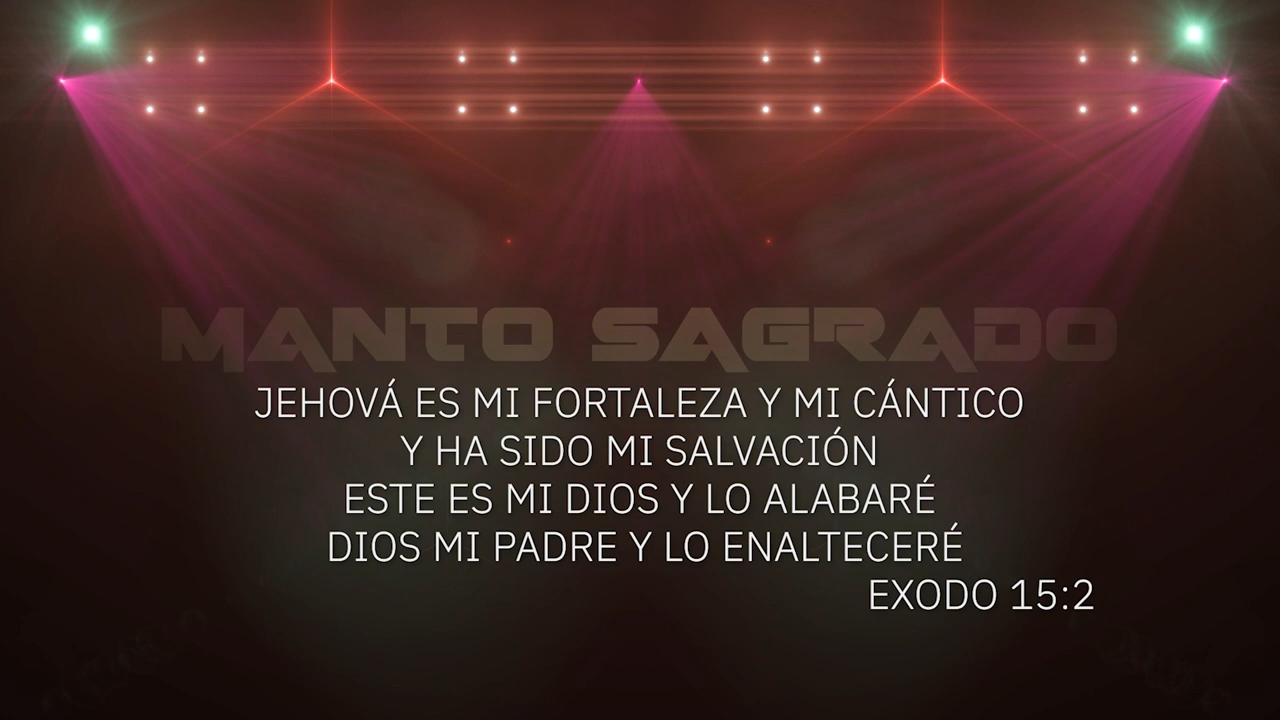 MANTO SAGRADO
JEHOVÁ ES MI FORTALEZA Y MI CÁNTICO
Y HA SIDO MI SALVACIÓN
ESTE ES MI DIOS Y LO ALABARÉ
DIOS MI PADRE Y LO ENALTECERÉ
EXODO 15:2